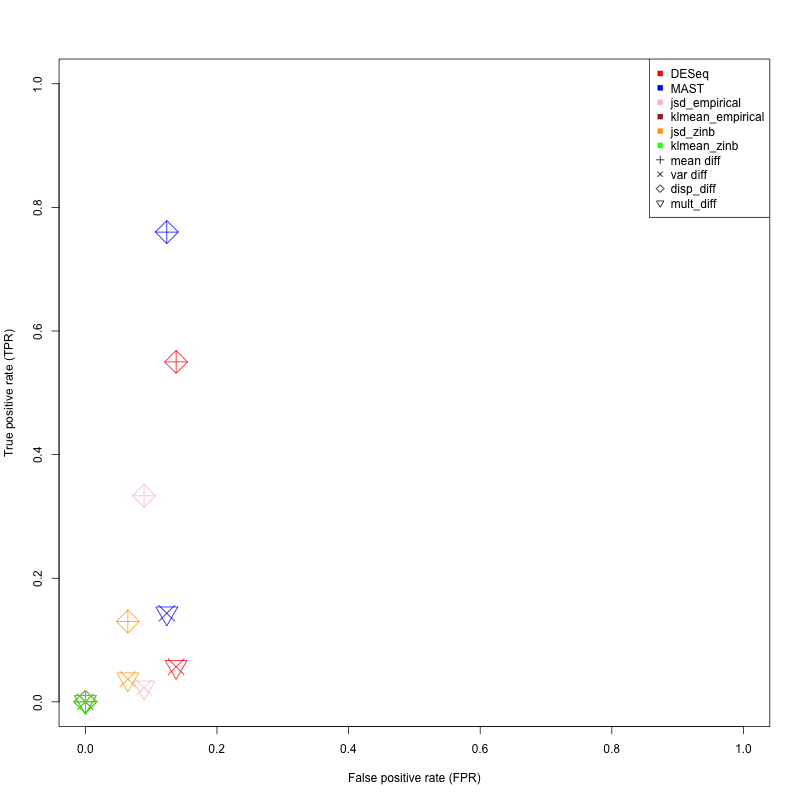 DESeq
MAST
jsd_empirical
klmean_empirical
jsd_zinb
klmean_zinb
mean diff
var diff
disp_diff
mult_diff
True positive rate (TPR)
1.0
0.8
0.6
0.4
0.2
0.0
0.0 0.2 0.4 0.6 0.8 1.0
False positive rate (FPR)